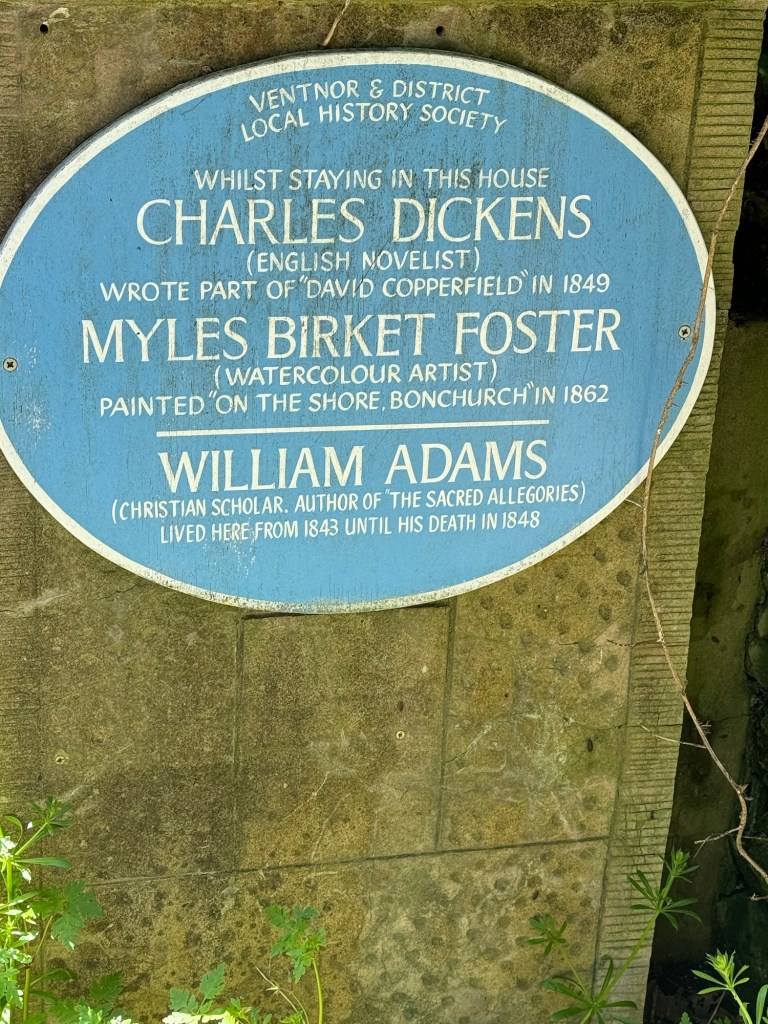 VENTNOR & DISTRICT
LOCAL HISTORY SOCIETY
WHILST STAYING IN THIS HOUSE
CHARLES DICKENS
(ENGLISH NOVELIST)
WROTE PART OF "DAVID COPPERFIELD" IN 1849
MYLES BIRKET FOSTER
(WATERCOLOUR ARTIST)
PAINTED "ON THE SHORE, BONCHURCH" IN 1862
WILLIAM ADAMS
(CHRISTIAN SCHOLAR. AUTHOR OF "THE SACRED ALLEGORIES)
LIVED HERE FROM 1843 UNTIL HIS DEATH IN 1848